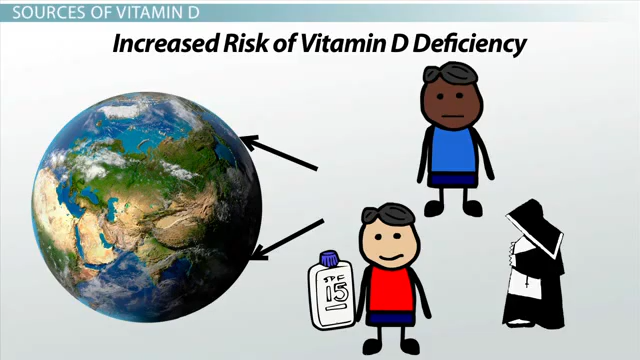 SOURCES OF VITAMIN D
Increased Risk of Vitamin D Deficiency
SPF
15